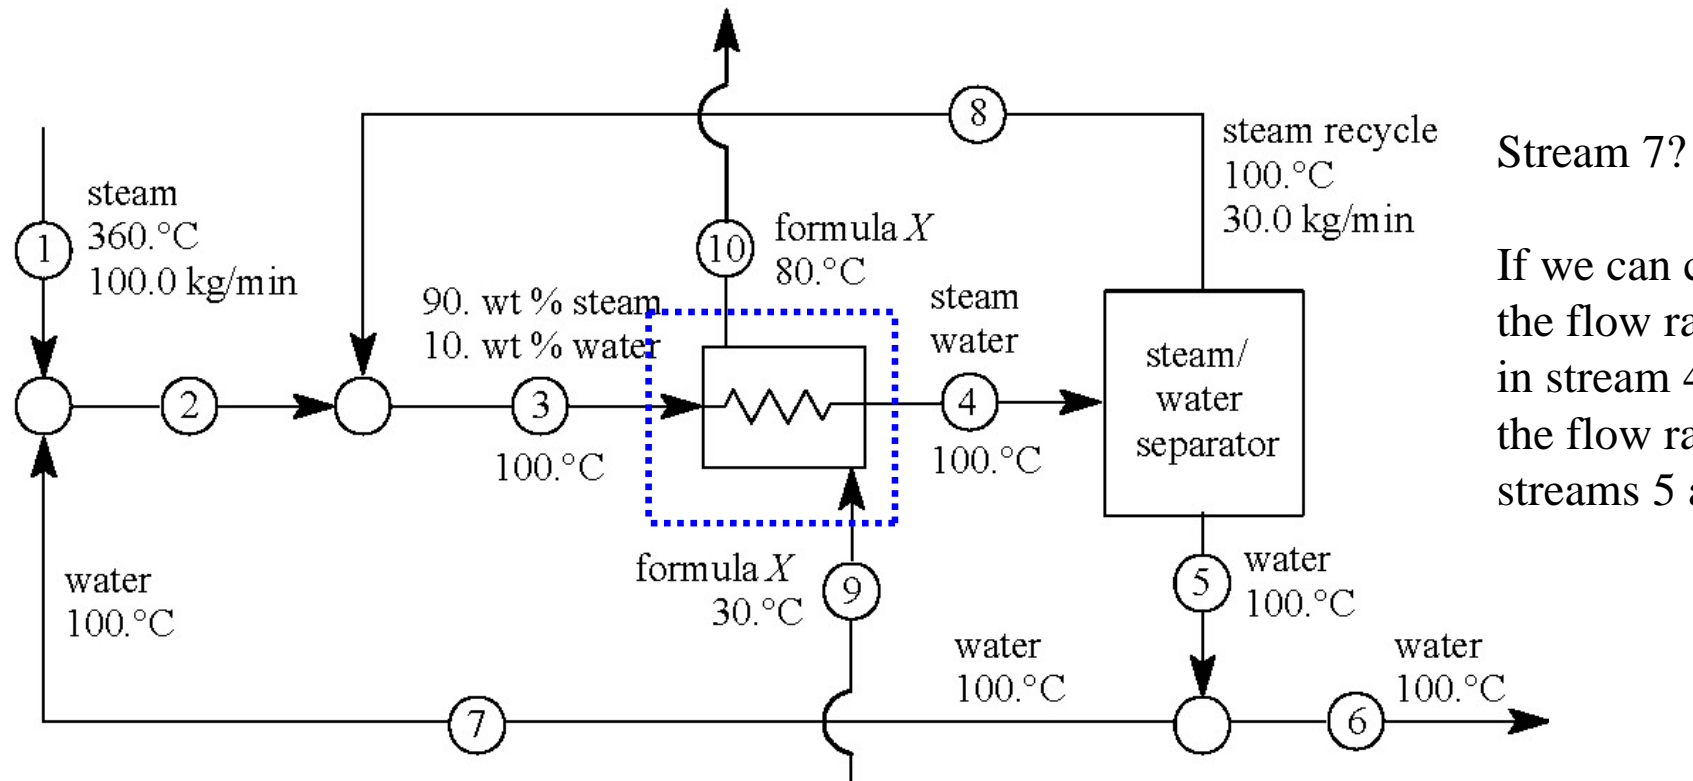 8
steam recycle
100.°C
30.0 kg/min
Stream 7?
steam
360.°C
100.0 kg/min
1
10
formula X
80.°C
If we can
the flow
in stream 4
the flow
streams 5
90. wt % steam
10. wt % water
steam
water
steam/
water
separator
2
3
4
100.°C
100.°C
water
100.°C
formula X
30.°C
9
5
water
100.°C
water
100.°C
water
100.°C
7
6